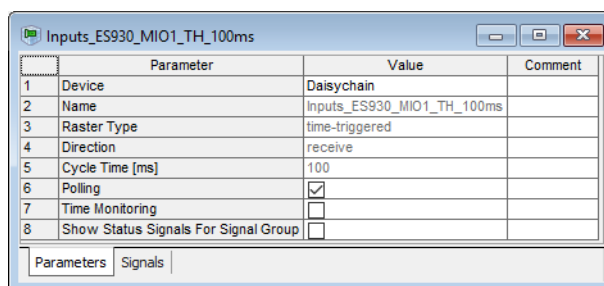 Inputs_ES930_MIO1_TH_100ms
Parameter Value Comment
1 Device Daisychain
2 Name Inputs_ES930_MIO1_TH_100ms
3 Raster Type time-triggered
4 Direction receive
5 Cycle Time [ms] 100
6 Polling
7 Time Monitoring
8 Show Status Signals For Signal Group
Parameters Signals